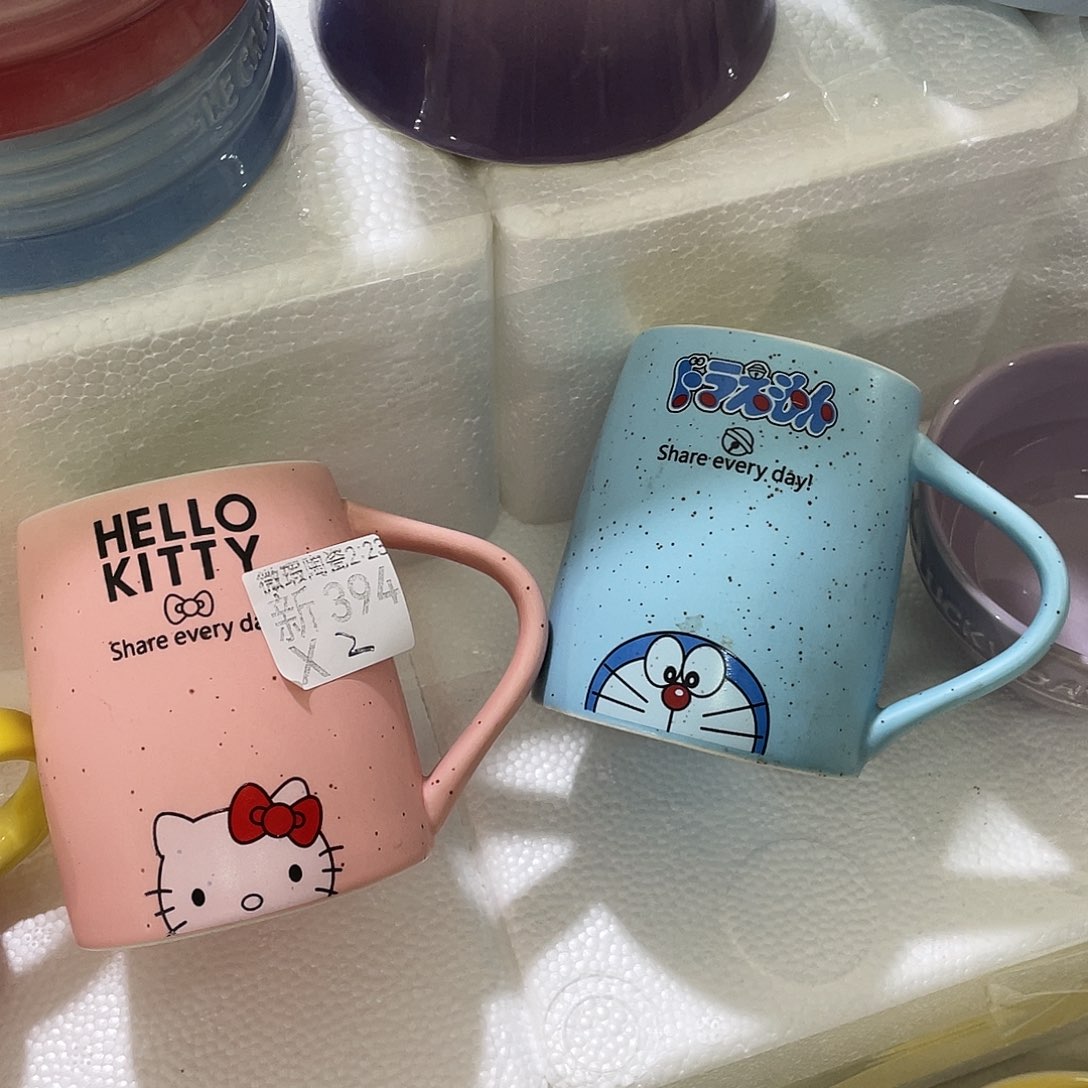 HELLO
KITTY
Share every da
新 394
X 2
ドラえもん
Share every day!